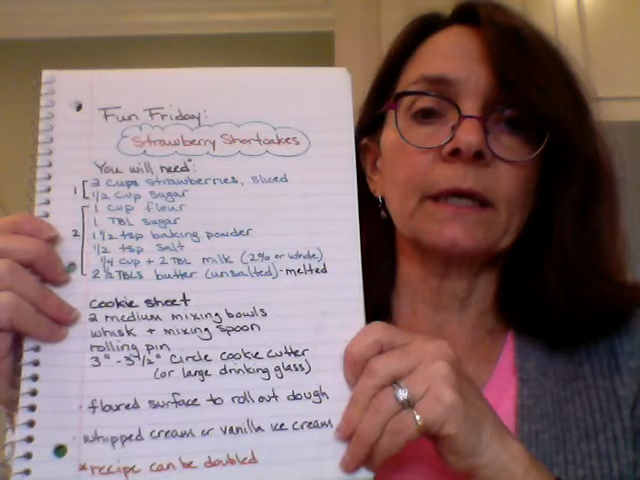 Fun Friday:
Strawberry Shortcakes
You will need:
1 2 cups strawberries, sliced
1/2 cup sugar
2 1 cup flour
1 TBL sugar
1 1/2 tsp baking powder
1/2 tsp salt
1/4 cup + 2 TBL milk (2% or whole)
2 1/2 TBLS butter (unsalted)-melted
cookie sheet
2 medium mixing bowls
whisk + mixing spoon
rolling pin
3" -3 1/2" circle cookie cutter
(or large drinking glass)
· floured surface to roll out dough
· whipped cream or vanilla ice cream
*recipe can be doubled